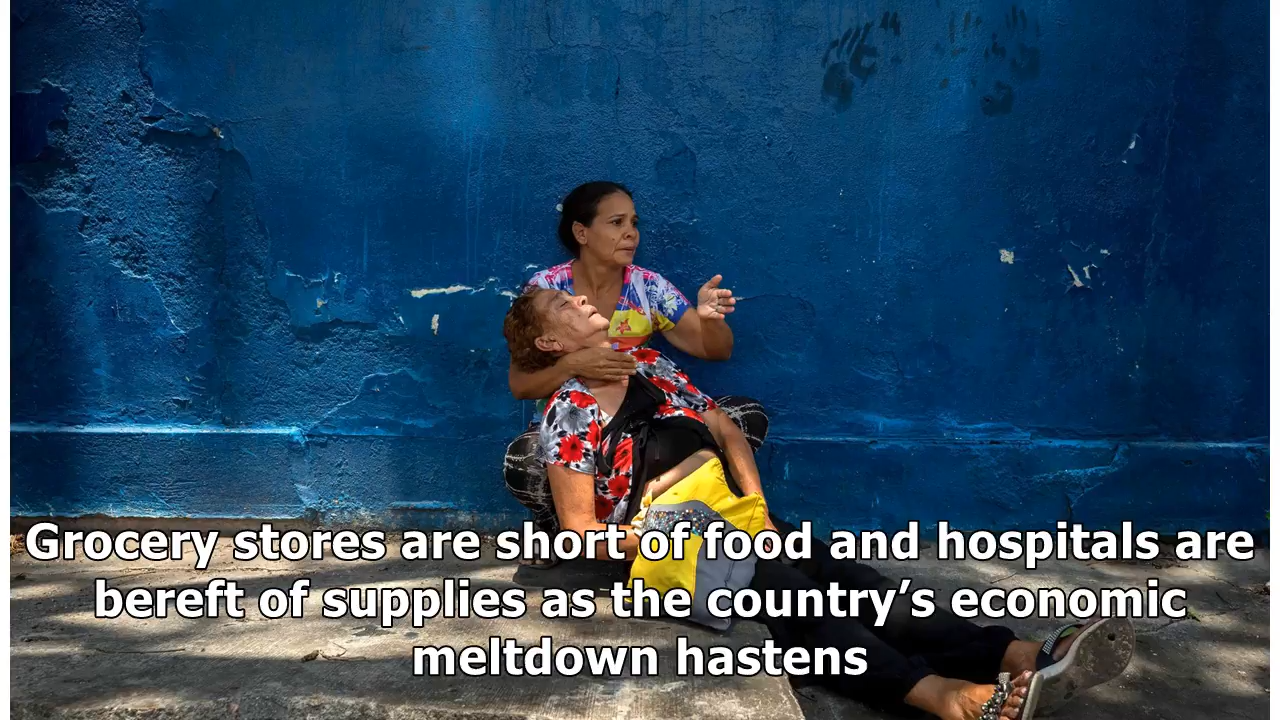 Grocery stores are short of food and hospitals are
bereft of supplies as the country’s economic
meltdown hastens